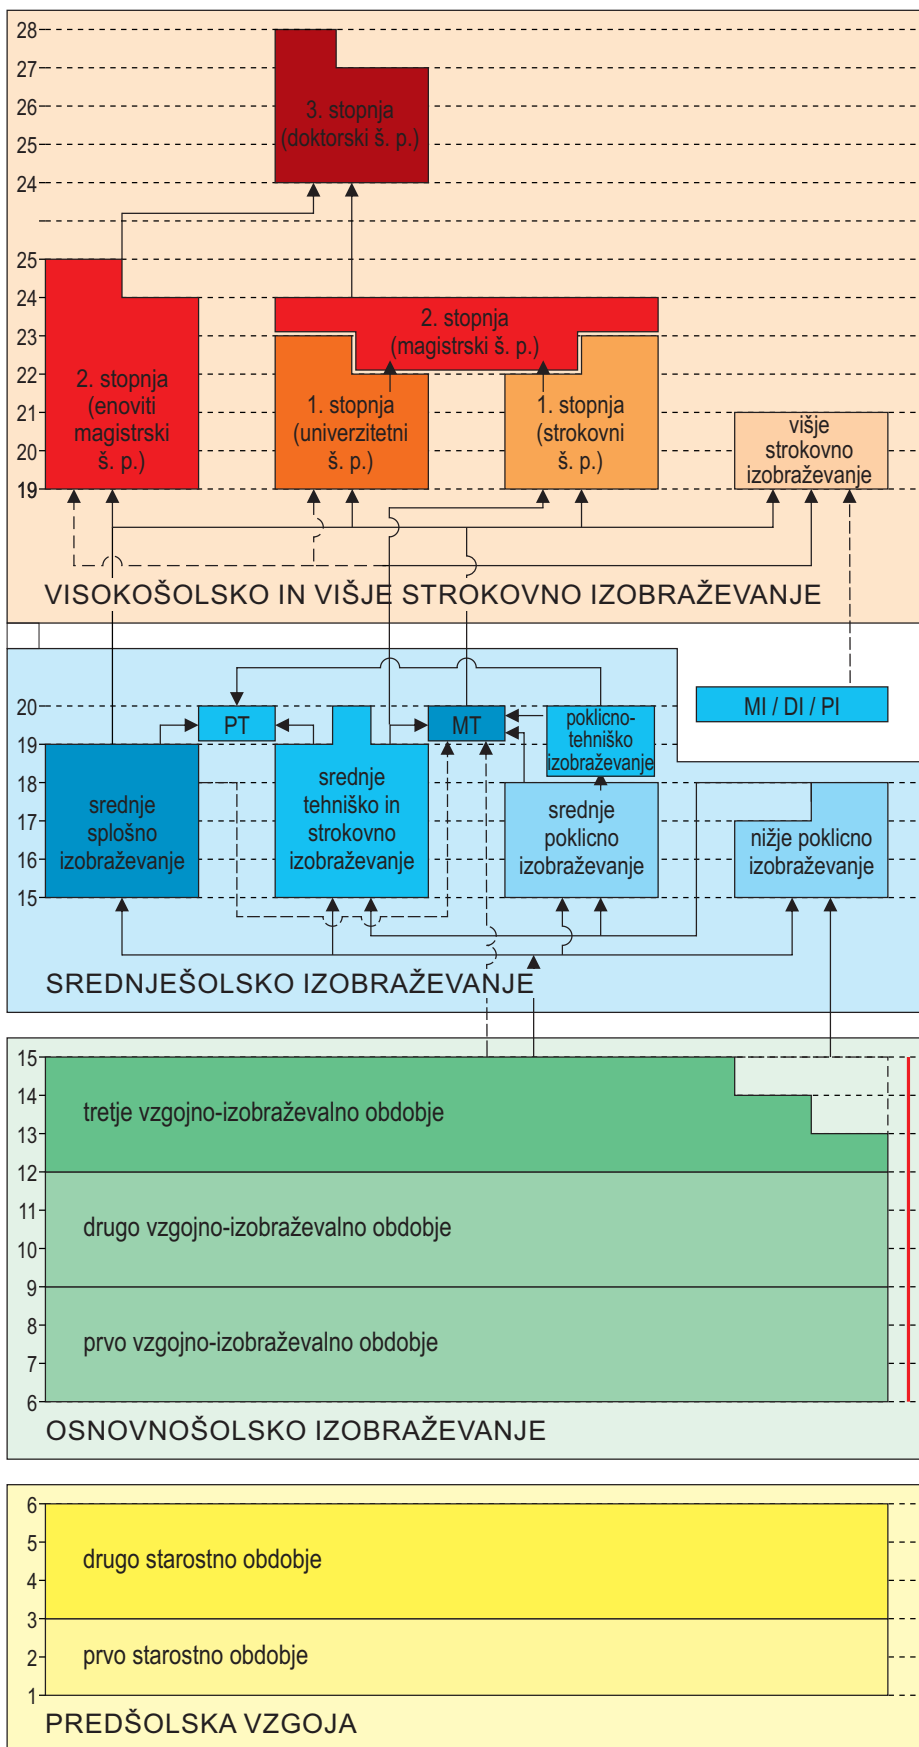 28
27
26
25
24
3. stopnja
(doktorski š. p.)
25
24
23
22
21
20
19
2. stopnja
(enoviti
magistrski
š. p.)
2. stopnja
(magistrski š. p.)
1. stopnja
(univerzitetni
š. p.)
1. stopnja
(strokovni
š. p.)
višje
strokovno
izobraževanje
VISOKOŠOLSKO IN VIŠJE STROKOVNO IZOBRAŽEVANJE
MI / DI / PI
20
19
18
17
16
15
PT
MT
poklicno-
tehniško
izobraževanje
srednje
splošno
izobraževanje
srednje
tehniško in
strokovno
izobraževanje
srednje
poklicno
izobraževanje
nižje poklicno
izobraževanje
SREDNJEŠOLSKO IZOBRAŽEVANJE
15
14
13
12
11
10
9
8
7
6
tretje vzgojno-izobraževalno obdobje
drugo vzgojno-izobraževalno obdobje
prvo vzgojno-izobraževalno obdobje
OSNOVNOŠOLSKO IZOBRAŽEVANJE
6
5
4
3
2
1
drugo starostno obdobje
prvo starostno obdobje
PREDŠOLSKA VZGOJA